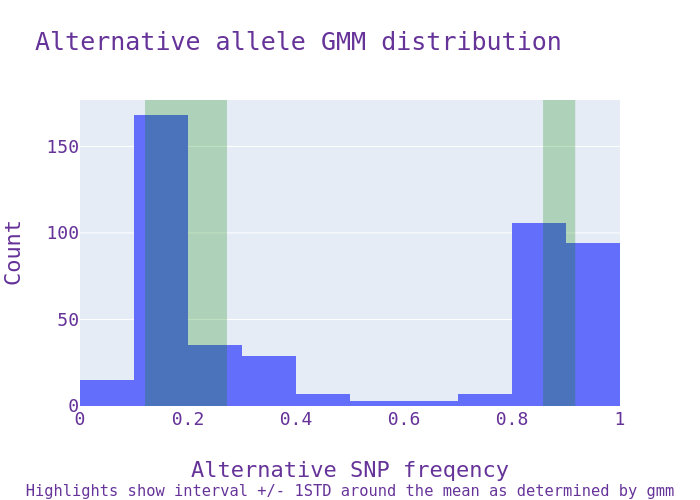 Alternative allele GMM distribution
Count
150
100
50
0
0 0.2 0.4 0.6 0.8 1
Alternative SNP freqency
Highlights show interval +/- 1STD around the mean as determined by gmm